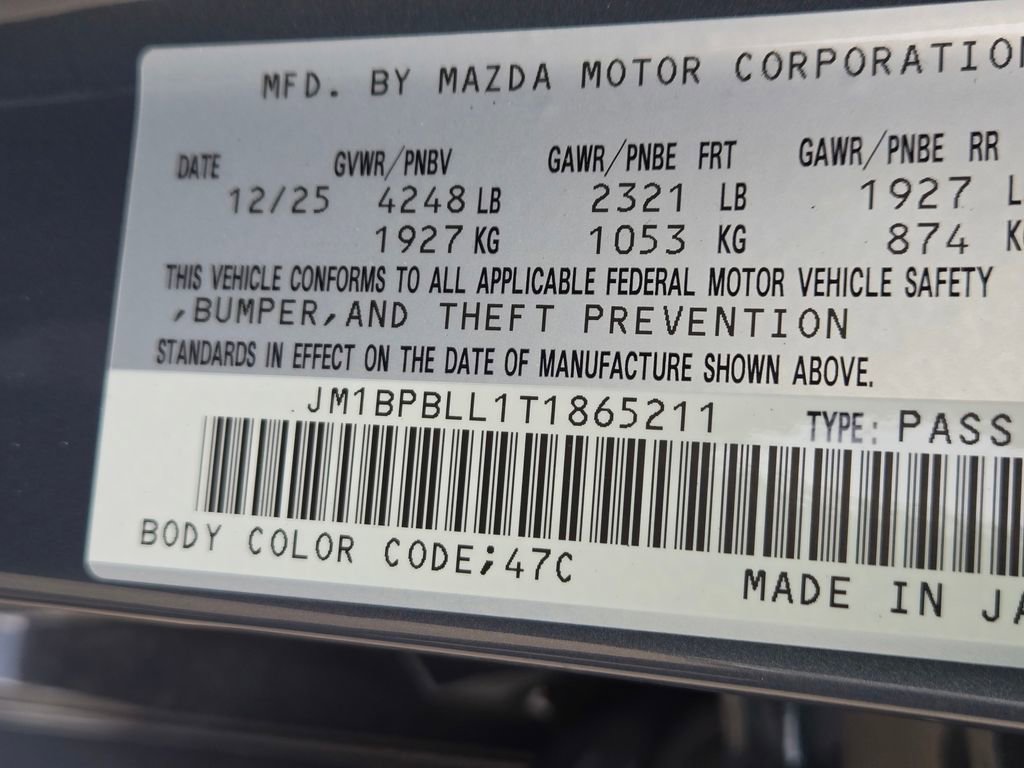 MFD. BY MAZDA MOTOR CORPORATIO
DATE GVWR/PNBV GAWR/PNBE FRT GAWR/PNBE RR
12/25 4248 LB 2321 LB 1927 L
1927 KG 1053 KG 874 K
THIS VEHICLE CONFORMS TO ALL APPLICABLE FEDERAL MOTOR VEHICLE SAFETY
,BUMPER,AND THEFT PREVENTION
STANDARDS IN EFFECT ON THE DATE OF MANUFACTURE SHOWN ABOVE.
JM1BPBLL1T1865211 TYPE: PASS
BODY COLOR CODE;47C
MADE IN JA